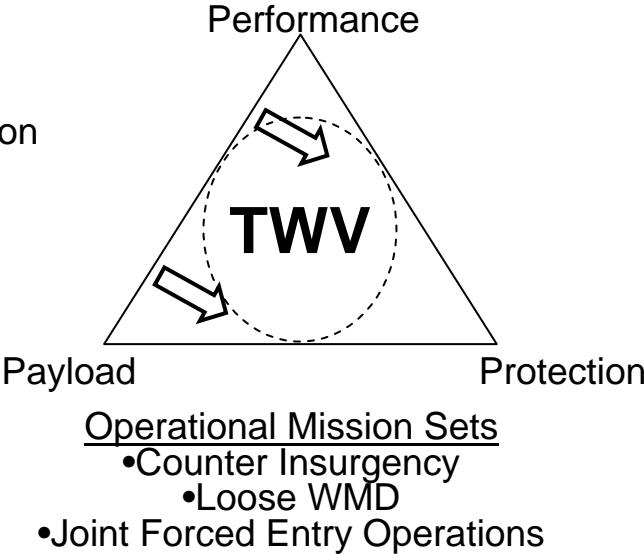 Performance
on
TWV
Payload
Protection
Operational Mission Sets
•Counter Insurgency
•Loose WMD
•Joint Forced Entry Operations